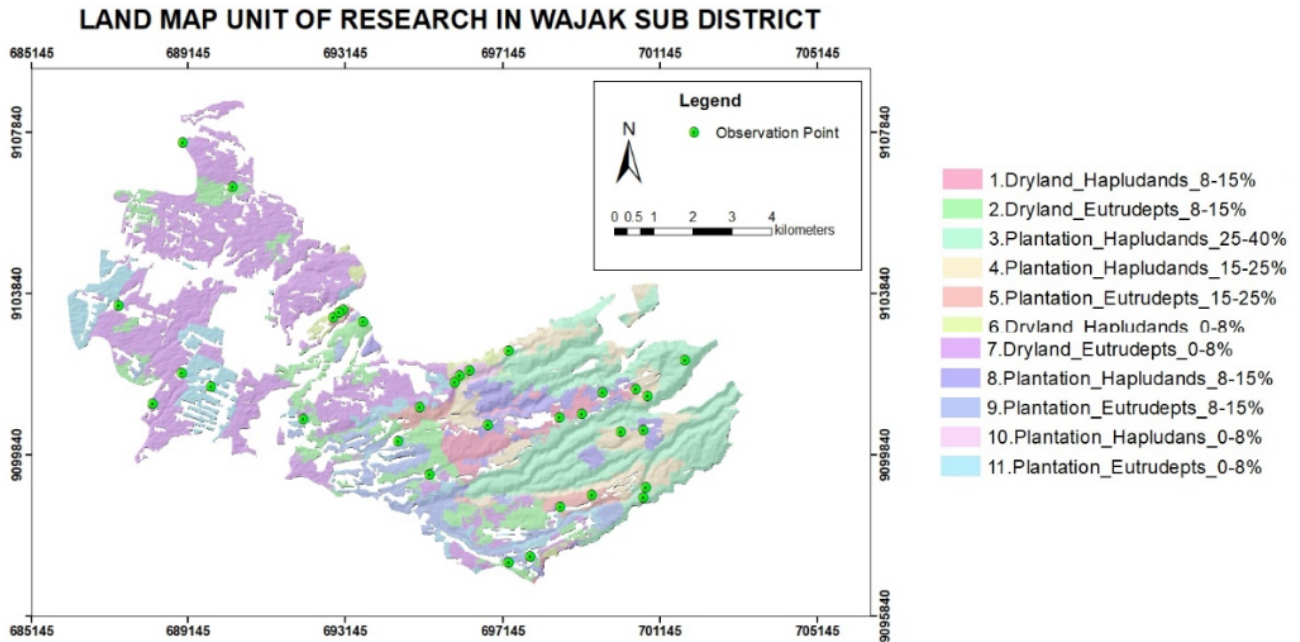 LAND MAP UNIT OF RESEARCH IN WAJAK SUB DISTRICT
685145 689145 693145 697145 701145 705145
Legend
N
Observation Point
0 0.5 1 2 3 4
kilometers
9107840 9107840
9103840 9103840
9099840 9099840
9095840
685145 689145 693145 697145 701145 705145
1.Dryland_Hapludands_8-15%
2.Dryland_Eutrudepts_8-15%
3.Plantation_Hapludands_25-40%
4.Plantation_Hapludands_15-25%
5.Plantation_Eutrudepts_15-25%
6.Dryland_Hapludands_0-8%
7.Dryland_Eutrudepts_0-8%
8.Plantation_Hapludands_8-15%
9.Plantation_Eutrudepts_8-15%
10.Plantation_Hapludans_0-8%
11.Plantation_Eutrudepts_0-8%